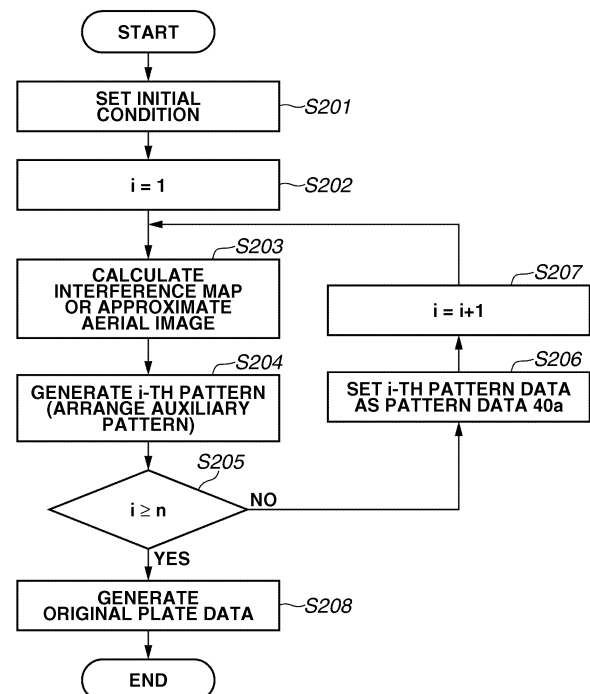 START
SET INITIAL
CONDITION
S201
i = 1
S202
S203
CALCULATE
INTERFERENCE MAP
OR APPROXIMATE
AERIAL IMAGE
S204
GENERATE i-TH PATTERN
(ARRANGE AUXILIARY
PATTERN)
S205
i ≥ n
NO
YES
S206
SET i-TH PATTERN DATA
AS PATTERN DATA 40a
S207
i = i+1
GENERATE
ORIGINAL PLATE DATA
S208
END